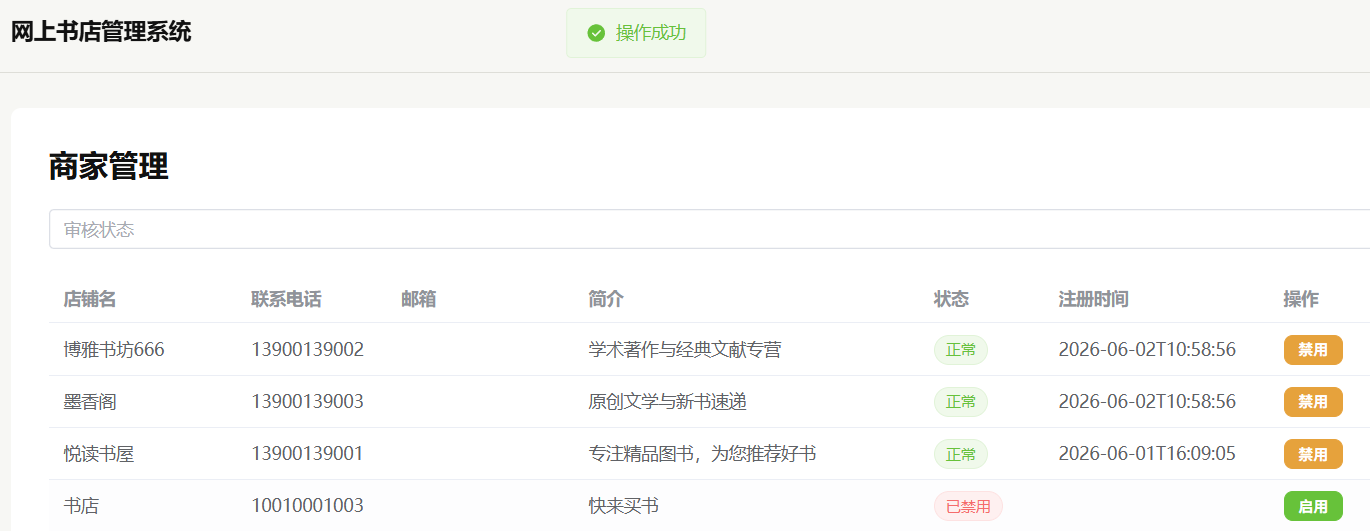 网上书店管理系统
操作成功
商家管理
审核状态
店铺名 联系电话 邮箱 简介 状态 注册时间 操作
博雅书坊666 13900139002 学术著作与经典文献专营 正常 2026-06-02T10:58:56 禁用
墨香阁 13900139003 原创文学与新书速递 正常 2026-06-02T10:58:56 禁用
悦读书屋 13900139001 专注精品图书，为您推荐好书 正常 2026-06-01T16:09:05 禁用
书店 10010001003 快来买书 已禁用 启用